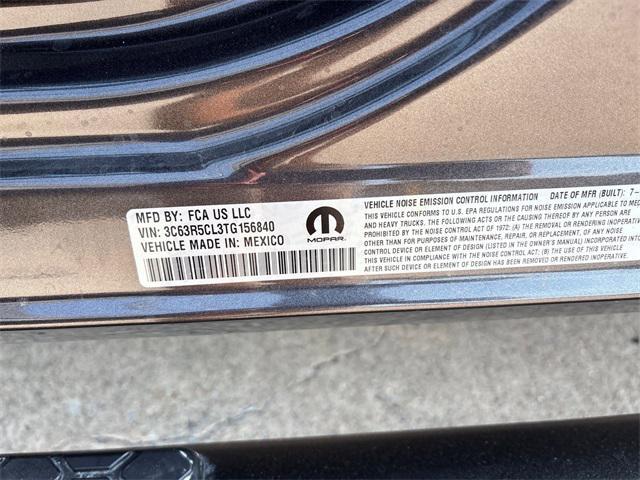 MFD BY: FCA US LLC
VIN: 3C63R5CL3TG156840
VEHICLE MADE IN: MEXICO
MOPAR
VEHICLE NOISE EMISSION CONTROL INFORMATION DATE OF MFR (BUILT): 7-
THIS VEHICLE CONFORMS TO U.S. EPA REGULATIONS FOR NOISE EMISSION APPLICABLE TO MEDIUM
AND HEAVY TRUCKS. THE FOLLOWING ACTS OR THE CAUSING THEREOF BY ANY PERSON ARE
PROHIBITED BY THE NOISE CONTROL ACT OF 1972: (A) THE REMOVAL OR RENDERING INOPERATIVE,
OTHER THAN FOR PURPOSES OF MAINTENANCE, REPAIR, OR REPLACEMENT, OF ANY NOISE
CONTROL DEVICE OR ELEMENT OF DESIGN (LISTED IN THE OWNER'S MANUAL) INCORPORATED INTO
THIS VEHICLE IN COMPLIANCE WITH THE NOISE CONTROL ACT; (B) THE USE OF THIS VEHICLE
AFTER SUCH DEVICE OR ELEMENT OF DESIGN HAS BEEN REMOVED OR RENDERED INOPERATIVE.